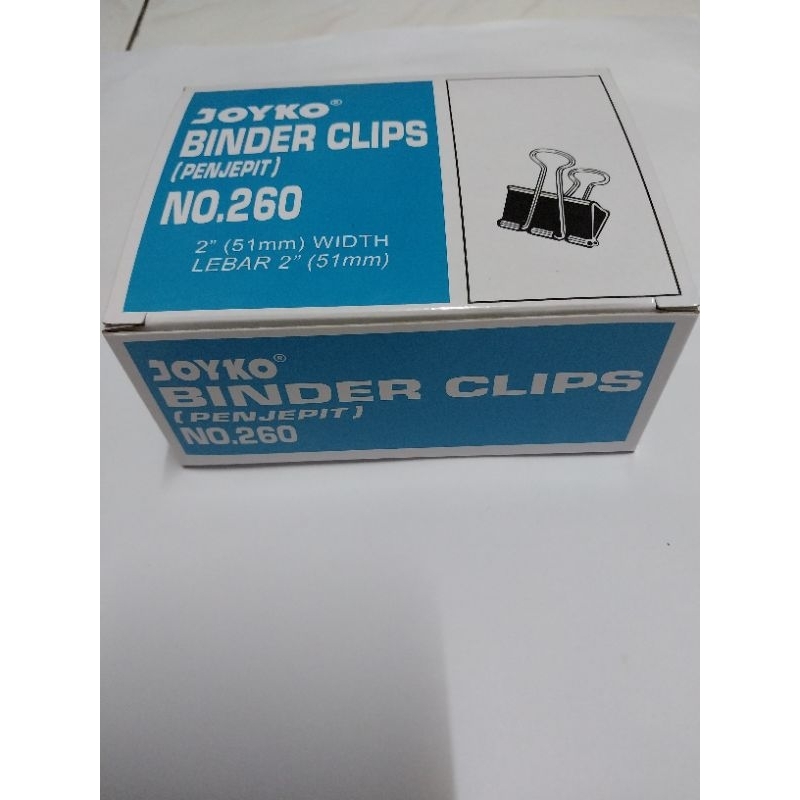 JOYKO®
BINDER CLIPS
(PENJEPIT)
NO.260
2" (51mm) WIDTH
LEBAR 2" (51mm)
JOYKO®
BINDER CLIPS
(PENJEPIT)
NO.260